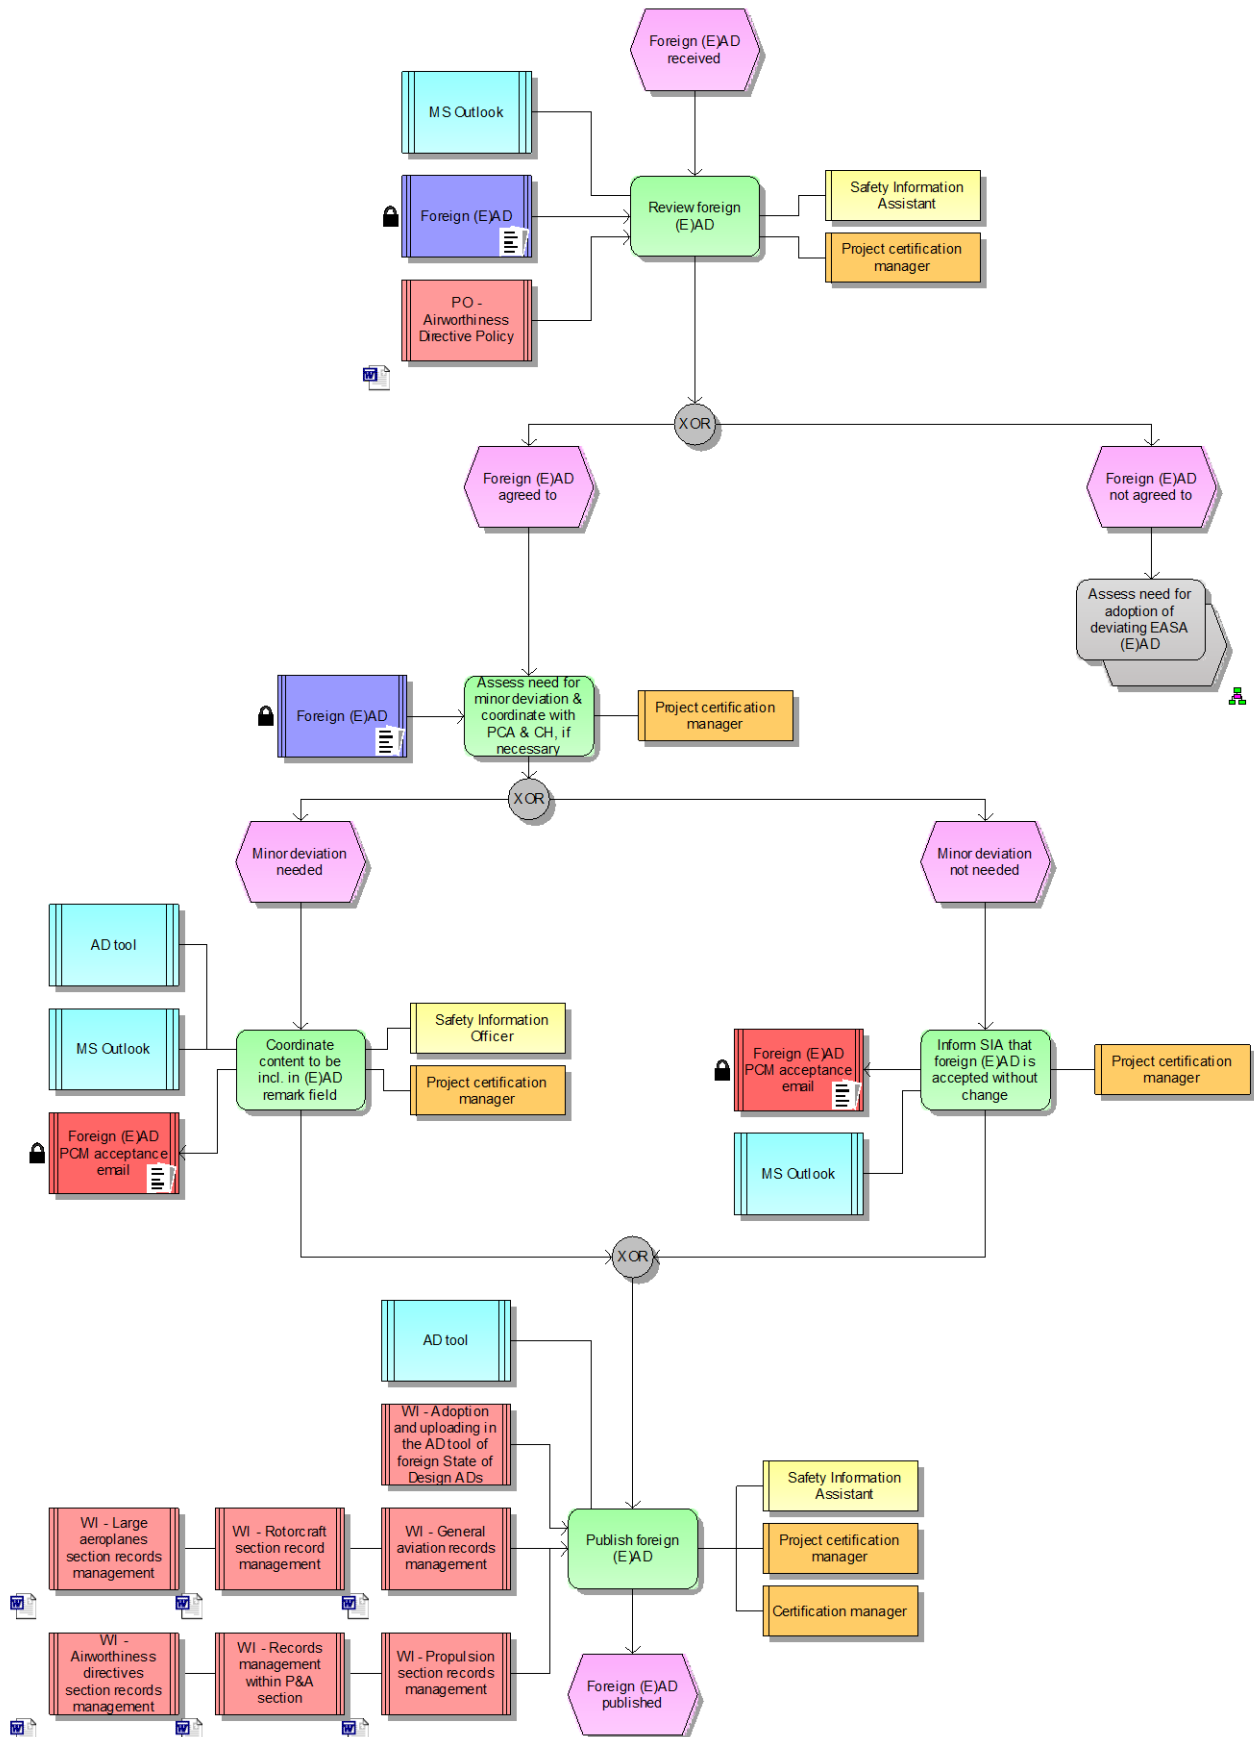 Foreign (E)AD
received
MS Outlook
Foreign (E)AD
PO -
Airworthiness
Directive Policy
Review foreign
(E)AD
Safety Information
Assistant
Project certification
manager
XOR
Foreign (E)AD
agreed to
Foreign (E)AD
not agreed to
Assess need for
adoption of
deviating EASA
(E)AD
Foreign (E)AD
Assess need for
minor deviation &
coordinate with
PCA & CH, if
necessary
Project certification
manager
XOR
Minor deviation
needed
Minor deviation
not needed
AD tool
MS Outlook
Foreign (E)AD
PCM acceptance
email
Coordinate
content to be
incl. in (E)AD
remark field
Safety Information
Officer
Project certification
manager
Foreign (E)AD
PCM acceptance
email
MS Outlook
Inform SIA that
foreign (E)AD is
accepted without
change
Project certification
manager
XOR
AD tool
WI - Adoption
and uploading in
the AD tool of
foreign State of
Design ADs
WI - Large
aeroplanes
section records
management
WI - Rotorcraft
section record
management
WI - General
aviation records
management
WI -
Airworthiness
directives
section records
management
WI - Records
management
within P&A
section
WI - Propulsion
section records
management
Publish foreign
(E)AD
Safety Information
Assistant
Project certification
manager
Certification manager
Foreign (E)AD
published